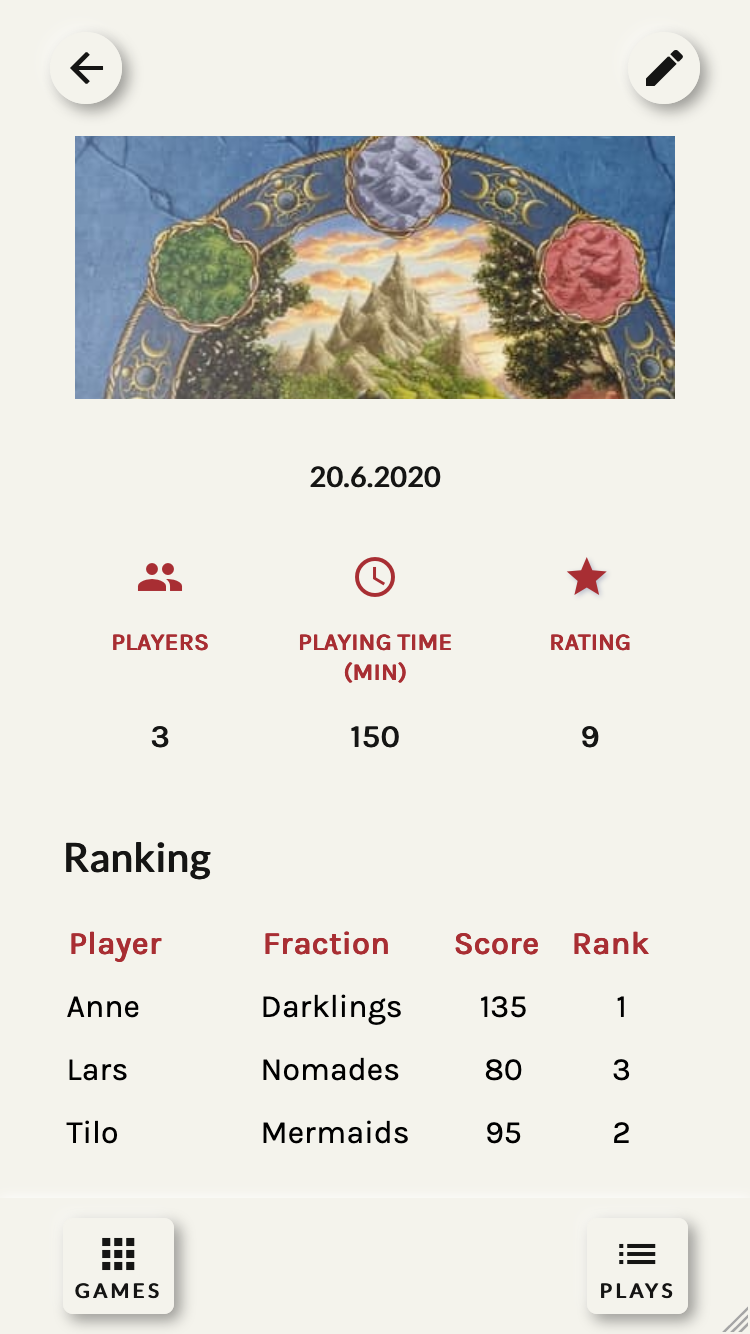 20.6.2020
PLAYERS PLAYING TIME RATING
(MIN)
3 150 9
Ranking
Player Fraction Score Rank
Anne Darklings 135 1
Lars Nomades 80 3
Tilo Mermaids 95 2
GAMES PLAYS